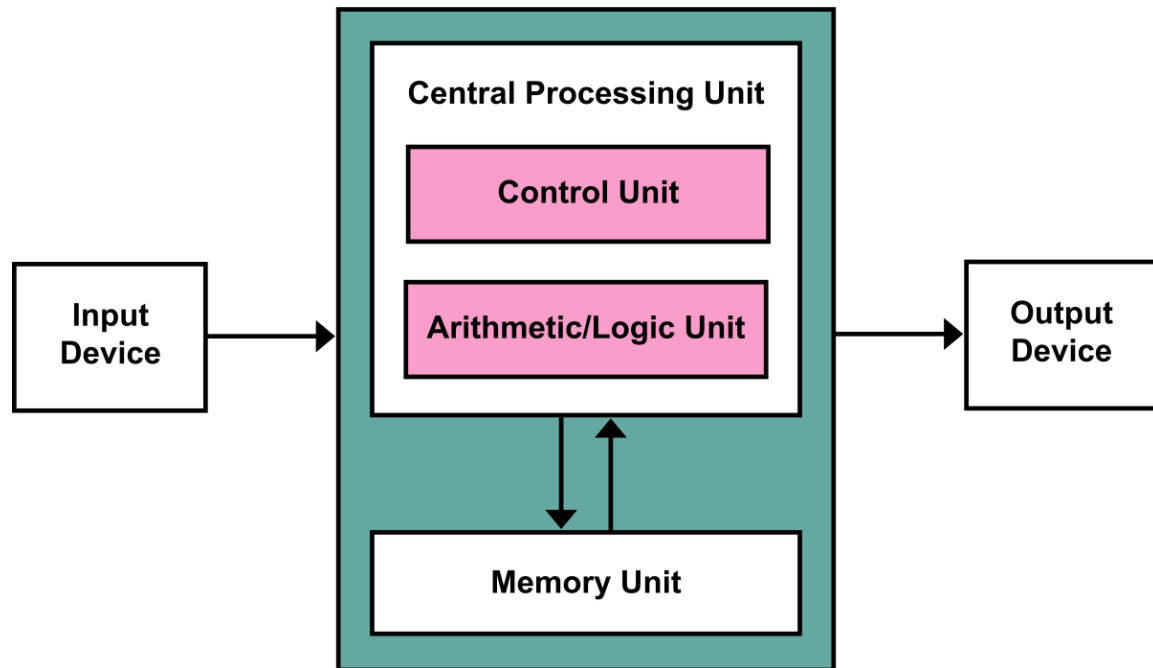 Central Processing Unit
Control Unit
Input
Device
Arithmetic/Logic Unit
Output
Device
Memory Unit